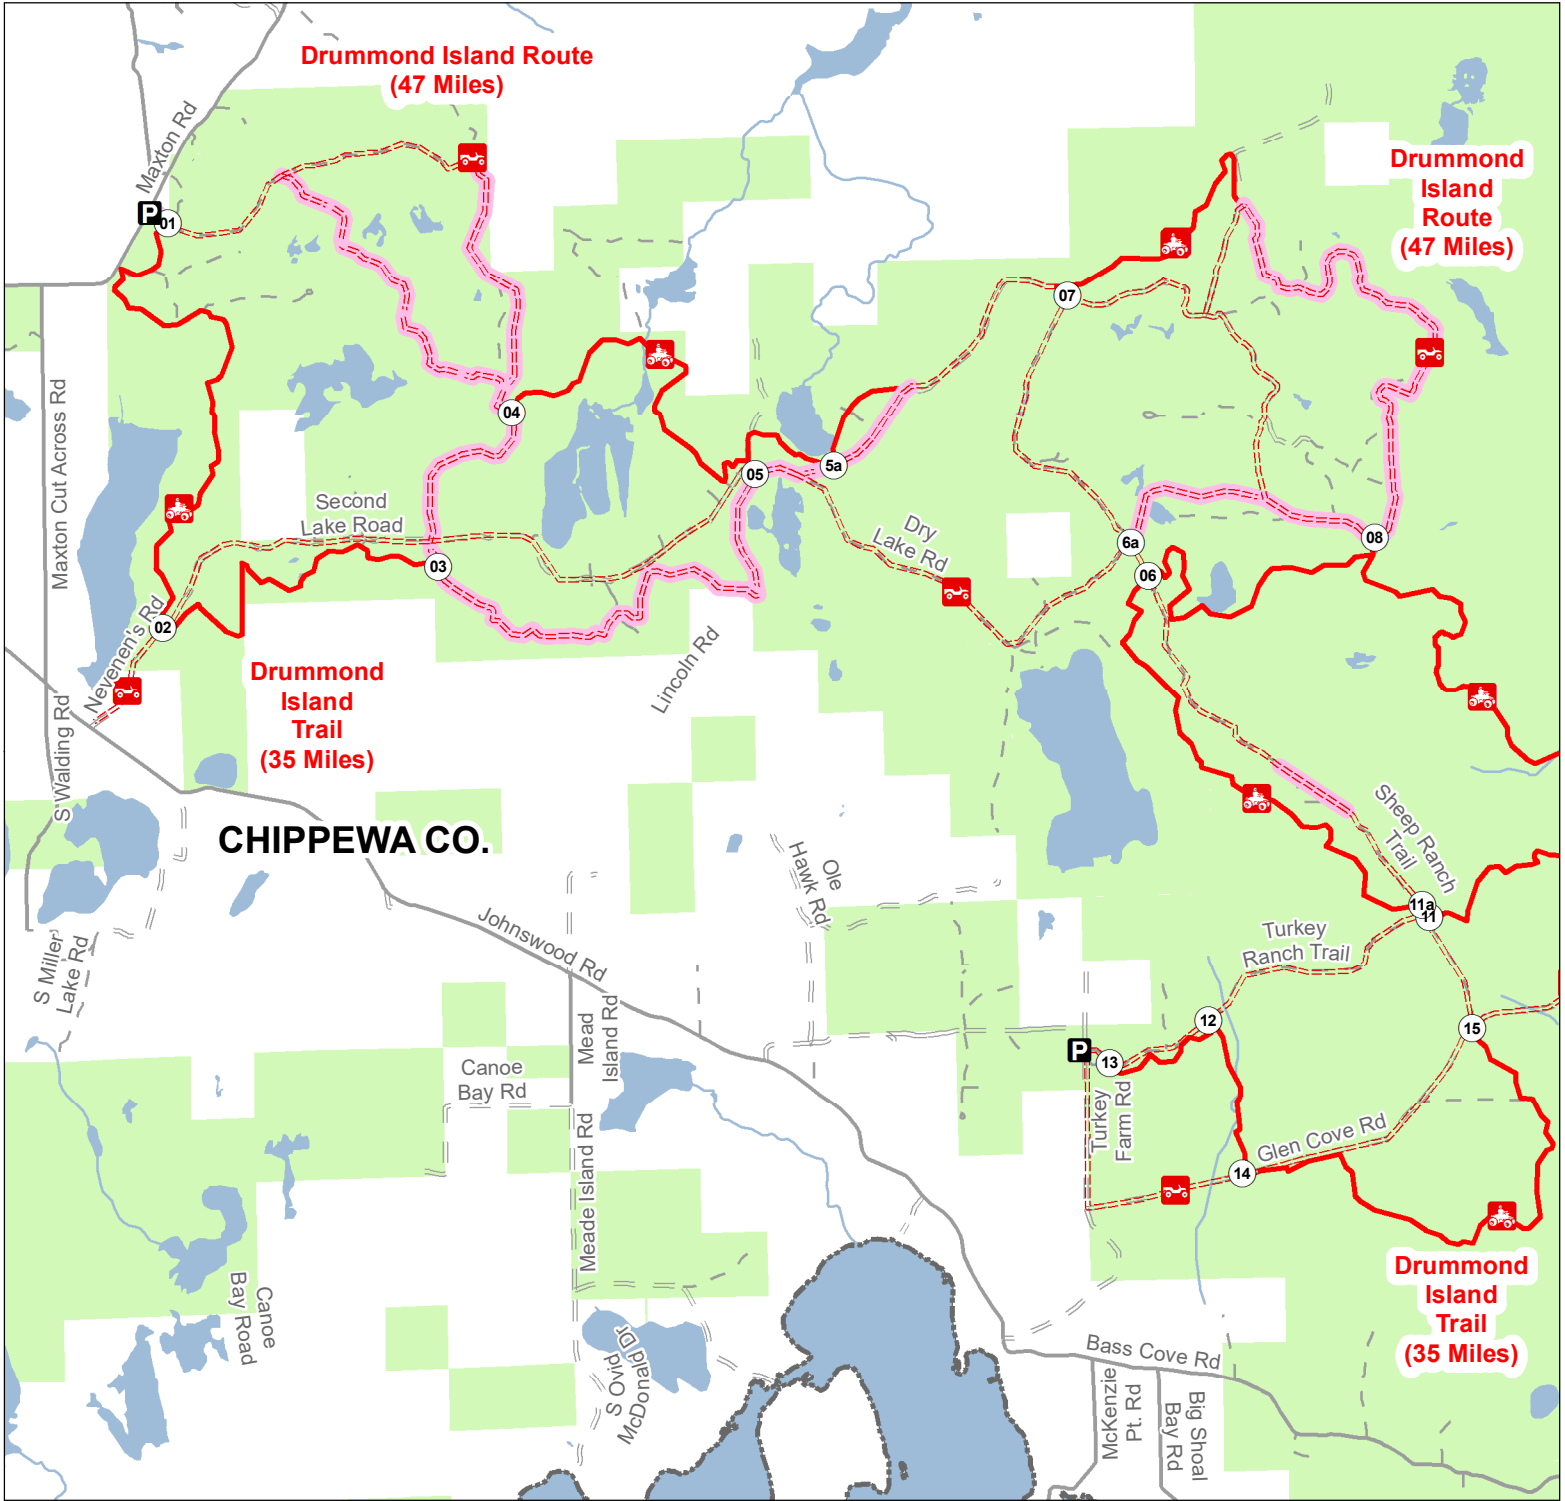 Drummond Island Route
(47 Miles)
Maxton Rd
P
01
Drummond
Island
Route
(47 Miles)
07
04
Maxton Cut Across Rd
05
5a
Second
Lake Road
Dry
Lake Rd
03
6a
08
06
02
Nevenen's Rd
Lincoln Rd
Drummond
Island
Trail
(35 Miles)
S Walding Rd
CHIPPEWA CO.
Sheep Ranch
Trail
Ole
Hawk Rd
11a
11
Turkey
Ranch Trail
Johnswood Rd
S Miller
Lake Rd
Mead
Island Rd
12
15
P
13
Canoe
Bay Rd
Turkey
Farm Rd
Meade Island Rd
Glen Cove Rd
14
Canoe
Bay Road
Drummond
Island
Trail
(35 Miles)
S Ovid
McDonald Dr
Bass Cove Rd
McKenzie
Pt. Rd
Big Shoal
Bay Rd